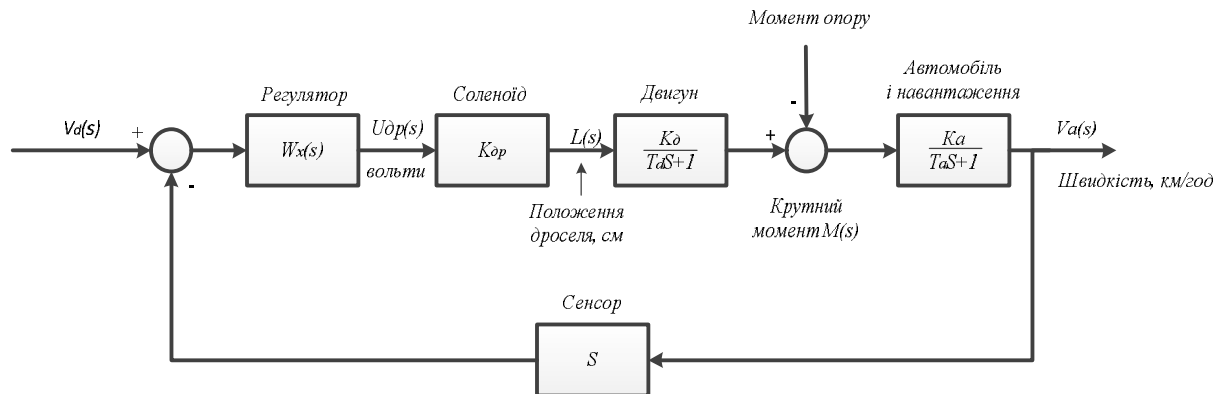 Момент опору
Автомобіль
і навантаження
Регулятор
Соленоїд
Двигун
Vd(s)
+
Wx(s)
Uдр(s)
вольти
Kдр
L(s)
Kд
TdS+1
+
-
Ka
TaS+1
Va(s)
-
Швидкість, км/год
Положення
дроселя, см
Крутний
момент M(s)
Сенсор
S